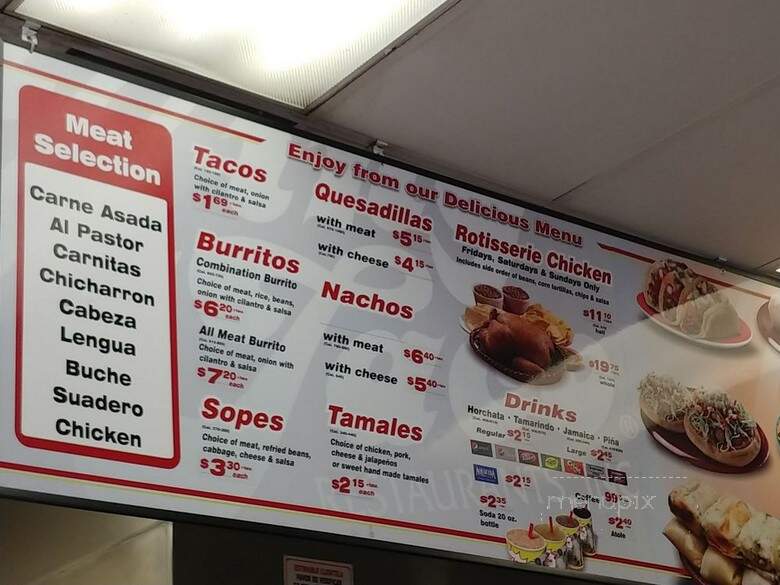 Meat
Selection
Carne Asada
Al Pastor
Carnitas
Chicharron
Cabeza
Lengua
Buche
Suadero
Chicken
Enjoy from our Delicious Menu
Tacos
Choice of meat, onion
with cilantro & salsa
$1 69
each
Burritos
Combination Burrito
Choice of meat, rice, beans,
onion with cilantro & salsa
$6 20
each
All Meat Burrito
Choice of meat, onion with
cilantro & salsa
$7 20
each
Sopes
Choice of meat, refried beans,
cabbage, cheese & salsa
$3 30
each
Quesadillas
with meat $5 15
with cheese $4 15
Nachos
with meat $6 40
with cheese $5 40
Tamales
Choice of chicken, pork,
cheese & jalapeños
or sweet hand made tamales
$2 15
each
Rotisserie Chicken
Fridays, Saturdays & Sundays Only
Includes side order of beans, corn tortillas, chips & salsa
$11 10
half
$19 75
whole
Drinks
Horchata • Tamarindo • Jamaica • Piña
Regular $2 15
Large $2 45
$2 15
$2 35
Soda 20 oz.
bottle
Coffee 99¢
$2 40
Atole
RESTAURANTS, INC.
menupix